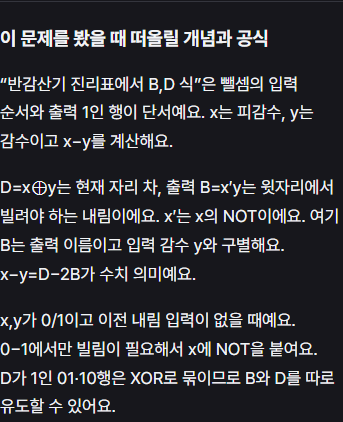 이 문제를 봤을 때 떠올릴 개념과 공식
“반감산기 진리표에서 B,D 식”은 뺄셈의 입력
순서와 출력 1인 행이 단서예요. x는 피감수, y는
감수이고 x−y를 계산해요.
D=x⊕y는 현재 자리 차, 출력 B=x′y는 윗자리에서
빌려야 하는 내림이에요. x′는 x의 NOT이에요. 여기
B는 출력 이름이고 입력 감수 y와 구별해요.
x−y=D−2B가 수치 의미예요.
x,y가 0/1이고 이전 내림 입력이 없을 때예요.
0−1에서만 빌림이 필요해서 x에 NOT을 붙여요.
D가 1인 01·10행은 XOR로 묶이므로 B와 D를 따로
유도할 수 있어요.